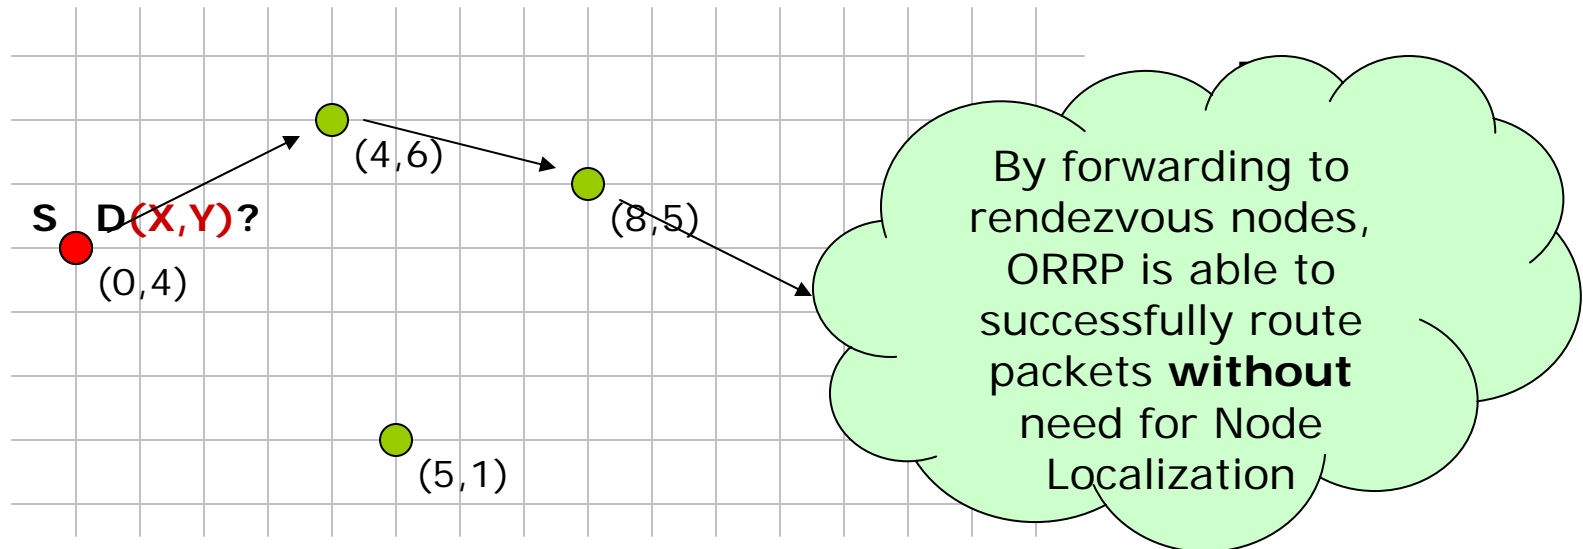 (4,6)
S D(X,Y)?
(8,5)
(0,4)
(5,1)
By forwarding to
rendezvous nodes,
ORRP is able to
successfully route
packets without
need for Node
Localization